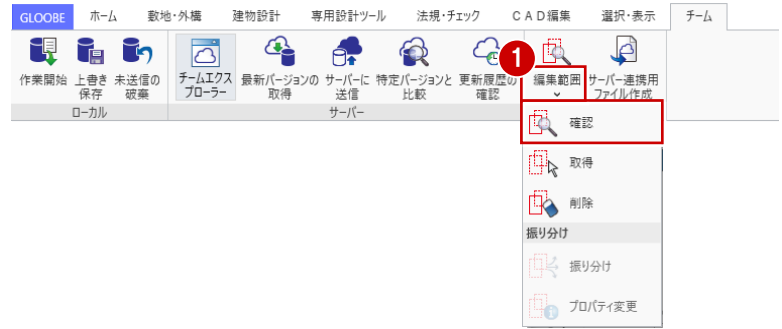 GLOOBE ホーム 敷地・外構 建物設計 専用設計ツール 法規・チェック CAD編集 選択・表示 チーム
1
作業開始 上書き 未送信の チームエクス 最新バージョンの サーバーに 特定バージョンと 更新履歴の 編集範囲 サーバー連携用
保存 破棄 プローラー 取得 送信 比較 確認 ファイル作成
ローカル サーバー
確認
取得
削除
振り分け
振り分け
プロパティ変更